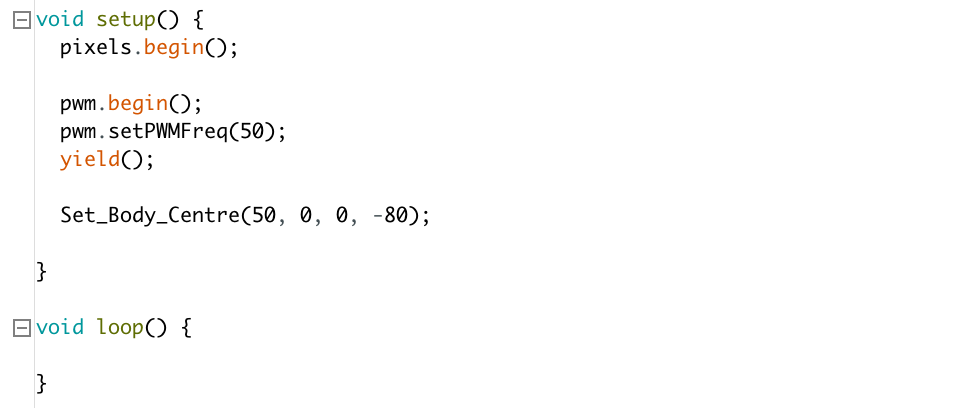 void setup() {
  pixels.begin();
  pwm.begin();
  pwm.setPWMFreq(50);
  yield();
  Set_Body_Centre(50, 0, 0, -80);
}
void loop() {
}